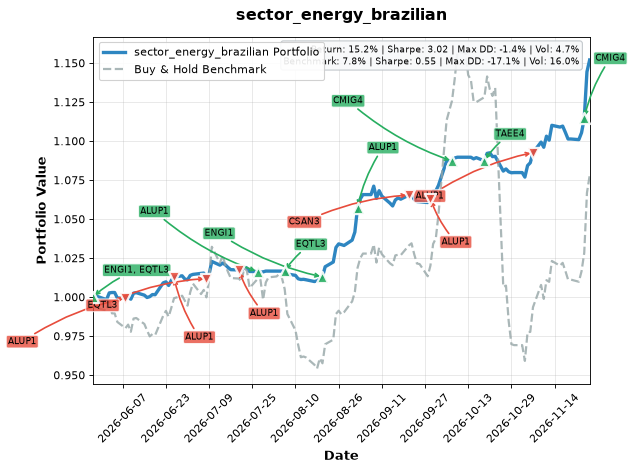 sector_energy_brazilian
sector_energy_brazilian Portfolio
Buy & Hold Benchmark
urn: 15.2% | Sharpe: 3.02 | Max DD: -1.4% | Vol: 4.7%
Benchmark: 7.8% | Sharpe: 0.55 | Max DD: -17.1% | Vol: 16.0%
CMIG4
CMIG4
TAEE4
ALUP1
ALUP1
ALUP1
CSAN3
ENGI1
ALUP1
EQTL3
ENGI1, EQTL3
EQTL3
ALUP1
ALUP1
ALUP1
1.150
1.125
1.100
1.075
1.050
1.025
1.000
0.975
0.950
Portfolio Value
2026-06-07
2026-06-23
2026-07-09
2026-07-25
2026-08-10
2026-08-26
2026-09-11
2026-09-27
2026-10-13
2026-10-29
2026-11-14
Date